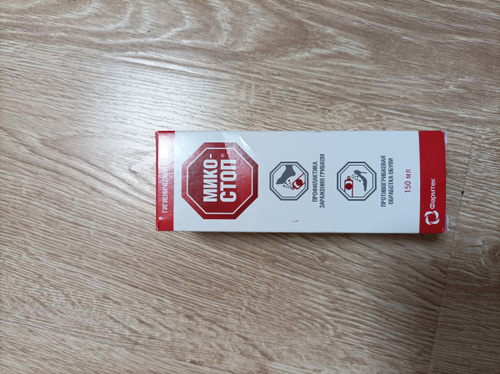 МИКО-
СТОП
ПРОФИЛАКТИКА
ЗАРАЖЕНИЯ ГРИБКОМ
ПРОТИВОГРИБКОВАЯ
ОБРАБОТКА ОБУВИ
150 МЛ
Фармтек